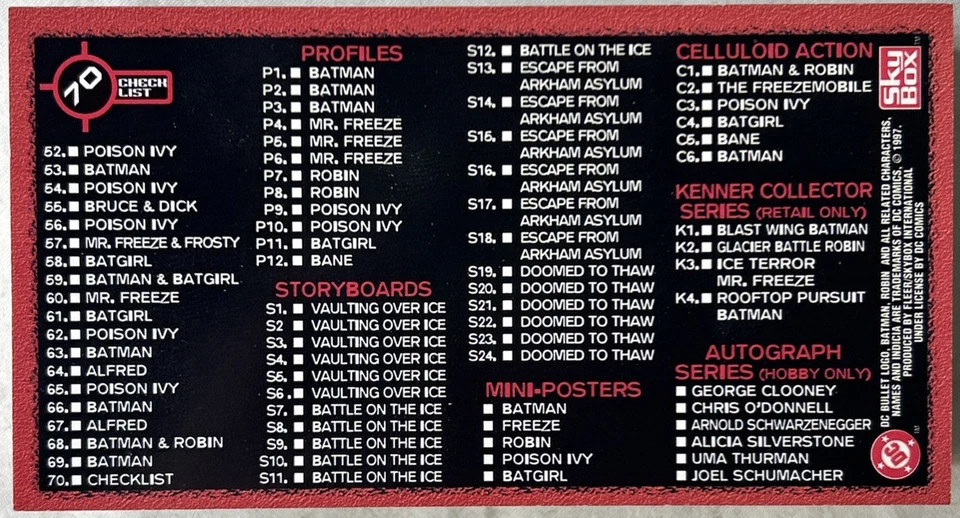 70
CHECK
LIST
52. POISON IVY
53. BATMAN
54. POISON IVY
55. BRUCE & DICK
56. POISON IVY
57. MR. FREEZE & FROSTY
58. BATGIRL
59. BATMAN & BATGIRL
60. MR. FREEZE
61. BATGIRL
62. POISON IVY
63. BATMAN
64. ALFRED
65. POISON IVY
66. BATMAN
67. ALFRED
68. BATMAN & ROBIN
69. BATMAN
70. CHECKLIST
PROFILES
P1. BATMAN
P2. BATMAN
P3. BATMAN
P4. MR. FREEZE
P5. MR. FREEZE
P6. MR. FREEZE
P7. ROBIN
P8. ROBIN
P9. POISON IVY
P10. POISON IVY
P11. BATGIRL
P12. BANE
STORYBOARDS
S1. VAULTING OVER ICE
S2 VAULTING OVER ICE
S3. VAULTING OVER ICE
S4. VAULTING OVER ICE
S5. VAULTING OVER ICE
S6. VAULTING OVER ICE
S7. BATTLE ON THE ICE
S8. BATTLE ON THE ICE
S9. BATTLE ON THE ICE
S10. BATTLE ON THE ICE
S11. BATTLE ON THE ICE
S12. BATTLE ON THE ICE
S13. ESCAPE FROM
ARKHAM ASYLUM
S14. ESCAPE FROM
ARKHAM ASYLUM
S15. ESCAPE FROM
ARKHAM ASYLUM
S16. ESCAPE FROM
ARKHAM ASYLUM
S17. ESCAPE FROM
ARKHAM ASYLUM
S18. ESCAPE FROM
ARKHAM ASYLUM
S19. DOOMED TO THAW
S20. DOOMED TO THAW
S21. DOOMED TO THAW
S22. DOOMED TO THAW
S23. DOOMED TO THAW
S24. DOOMED TO THAW
MINI-POSTERS
BATMAN
FREEZE
ROBIN
POISON IVY
BATGIRL
CELLULOID ACTION
C1. BATMAN & ROBIN
C2. THE FREEZEMOBILE
C3. POISON IVY
C4. BATGIRL
C5. BANE
C6. BATMAN
KENNER COLLECTOR
SERIES (RETAIL ONLY)
K1. BLAST WING BATMAN
K2. GLACIER BATTLE ROBIN
K3. ICE TERROR
MR. FREEZE
K4. ROOFTOP PURSUIT
BATMAN
AUTOGRAPH
SERIES (HOBBY ONLY)
GEORGE CLOONEY
CHRIS O'DONNELL
ARNOLD SCHWARZENEGGER
ALICIA SILVERSTONE
UMA THURMAN
JOEL SCHUMACHER
SKY
BOX
TM
DC BULLET LOGO, BATMAN, ROBIN AND ALL RELATED CHARACTERS,
NAMES AND INDICIA ARE TRADEMARKS OF DC COMICS. © 1997.
PRODUCED BY FLEER/SKYBOX INTERNATIONAL
UNDER LICENSE BY DC COMICS
DC
TM